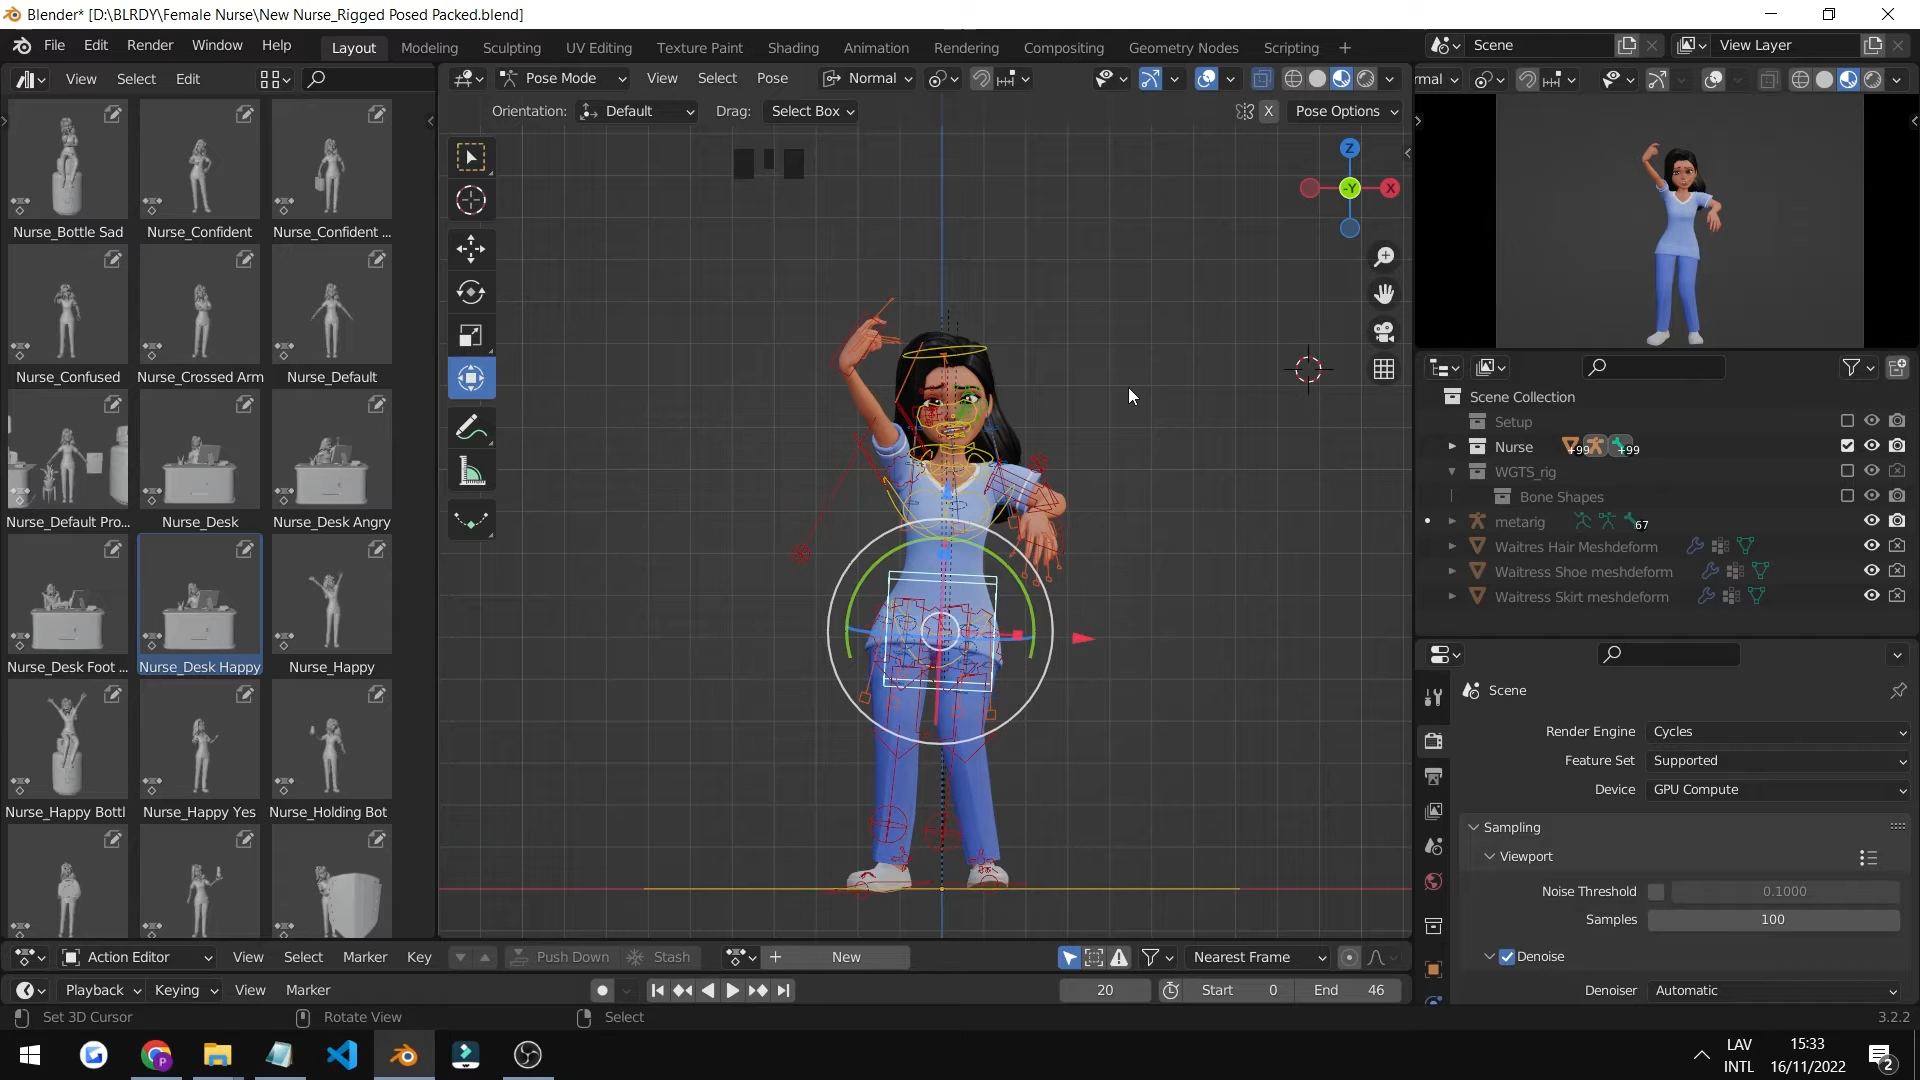 Blender* [D:\BLRDY\Female Nurse\New Nurse_Rigged Posed Packed.blend]
File Edit Render Window Help Layout Modeling Sculpting UV Editing Texture Paint Shading Animation Rendering Compositing Geometry Nodes Scripting + Scene View Layer
View Select Edit Pose Mode View Select Pose Normal rmal
Orientation: Default Drag: Select Box X Pose Options
Z
-Y X
Nurse_Bottle Sad Nurse_Confident Nurse_Confident ...
Nurse_Confused Nurse_Crossed Arm Nurse_Default
Nurse_Default Pro... Nurse_Desk Nurse_Desk Angry
Nurse_Desk Foot ... Nurse_Desk Happy Nurse_Happy
Nurse_Happy Bottl Nurse_Happy Yes Nurse_Holding Bot
Scene Collection
Setup
Nurse +99 +99
WGTS_rig
Bone Shapes
metarig 67
Waitres Hair Meshdeform
Waitress Shoe meshdeform
Waitress Skirt meshdeform
Scene
Render Engine Cycles
Feature Set Supported
Device GPU Compute
Sampling
Viewport
Noise Threshold 0.1000
Samples 100
Denoise
Denoiser Automatic
Action Editor View Select Marker Key Push Down Stash + New Nearest Frame
Playback Keying View Marker 20 Start 0 End 46
Set 3D Cursor Rotate View Select 3.2.2
LAV
INTL
15:33
16/11/2022
2